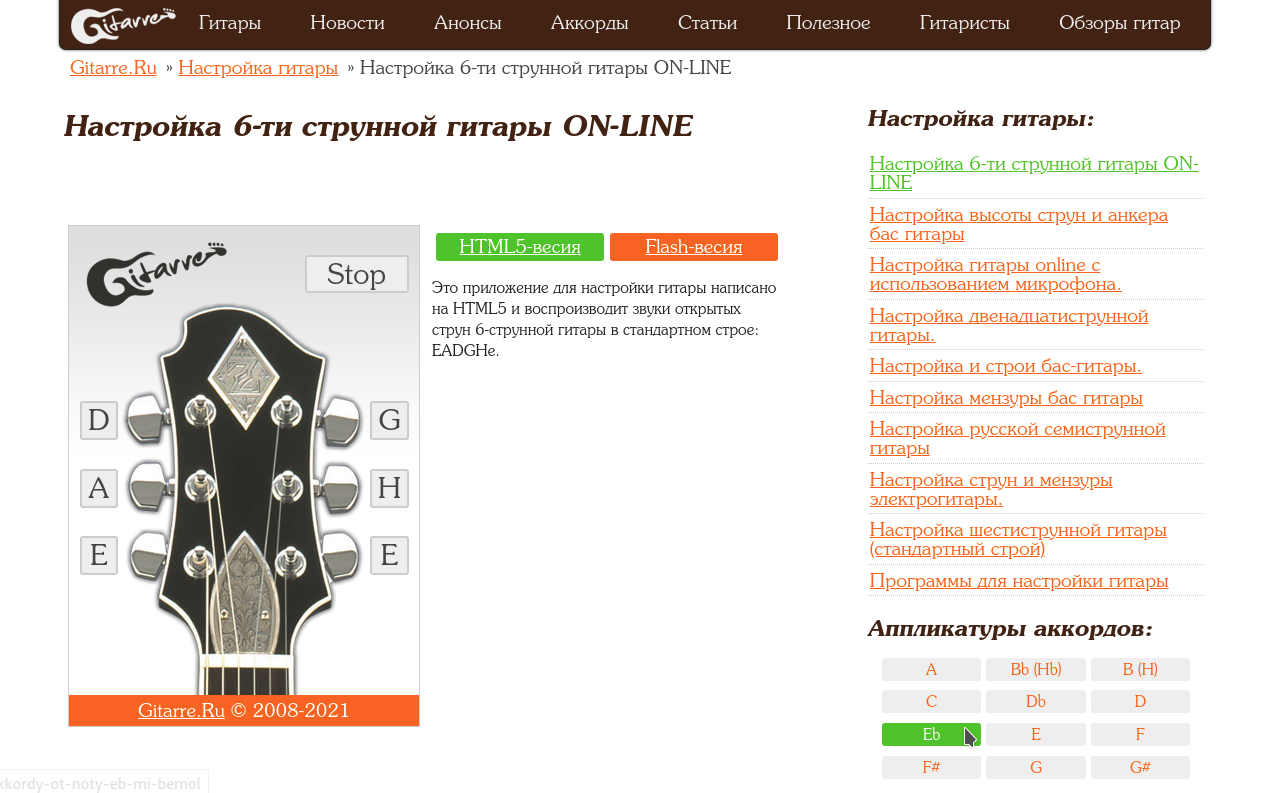 Gitarre Гитары Новости Анонсы Аккорды Статьи Полезное Гитаристы Обзоры гитар
Gitarre.Ru » Настройка гитары » Настройка 6-ти струнной гитары ON-LINE
Настройка 6-ти струнной гитары ON-LINE
Gitarre
Stop
D
G
A
H
E
E
Gitarre.Ru © 2008-2021
HTML5-весия Flash-весия
Это приложение для настройки гитары написано
на HTML5 и воспроизводит звуки открытых
струн 6-струнной гитары в стандартном строе:
EADGHe.
Настройка гитары:
Настройка 6-ти струнной гитары ON-
LINE
Настройка высоты струн и анкера
бас гитары
Настройка гитары online с
использованием микрофона.
Настройка двенадцатиструнной
гитары.
Настройка и строи бас-гитары.
Настройка мензуры бас гитары
Настройка русской семиструнной
гитары
Настройка струн и мензуры
электрогитары.
Настройка шестиструнной гитары
(стандартный строй)
Программы для настройки гитары
Аппликатуры аккордов:
A Bb (Hb) B (H)
C Db D
Eb E F
F# G G#
kkordy-ot-noty-eb-mi-bemol